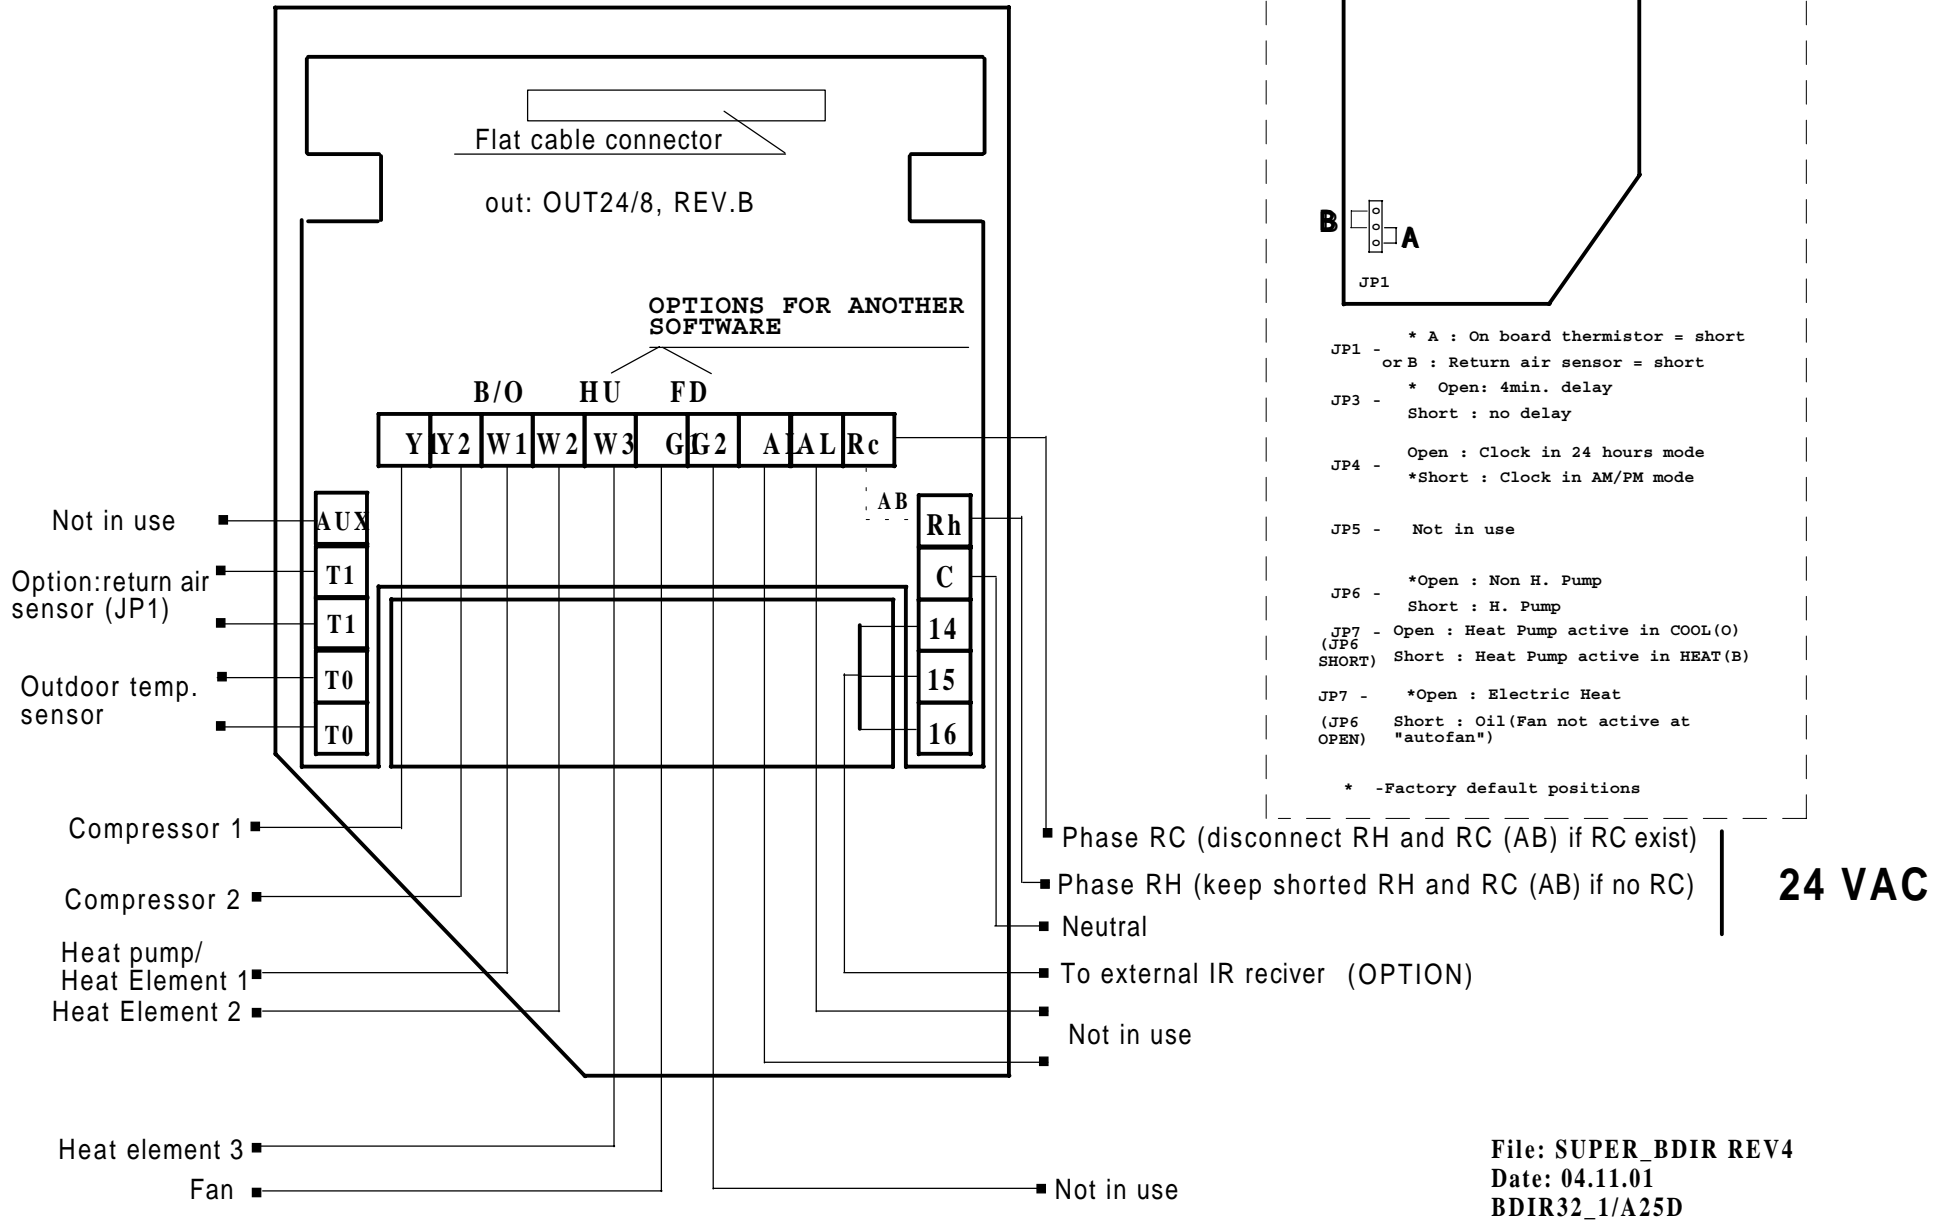 Flat cable connector
out: OUT24/8, REV.B
OPTIONS FOR ANOTHER
SOFTWARE
B/O HU FD
Y1 Y2 W1 W2 W3 G1 G2 AL AL Rc
AB
AUX
T1
T1
T0
T0
Rh
C
14
15
16
Not in use
Option:return air
sensor (JP1)
Outdoor temp.
sensor
Compressor 1
Compressor 2
Heat pump/
Heat Element 1
Heat Element 2
Heat element 3
Fan
B
A
JP1
JP1 - * A : On board thermistor = short
or B : Return air sensor = short
JP3 - * Open: 4min. delay
Short : no delay
JP4 - Open : Clock in 24 hours mode
*Short : Clock in AM/PM mode
JP5 - Not in use
JP6 - *Open : Non H. Pump
Short : H. Pump
JP7 - Open : Heat Pump active in COOL(O)
(JP6
SHORT) Short : Heat Pump active in HEAT(B)
JP7 - *Open : Electric Heat
(JP6 Short : Oil(Fan not active at
OPEN) "autofan")
* -Factory default positions
Phase RC (disconnect RH and RC (AB) if RC exist)
Phase RH (keep shorted RH and RC (AB) if no RC)
24 VAC
Neutral
To external IR reciver (OPTION)
Not in use
Not in use
File: SUPER_BDIR REV4
Date: 04.11.01
BDIR32_1/A25D